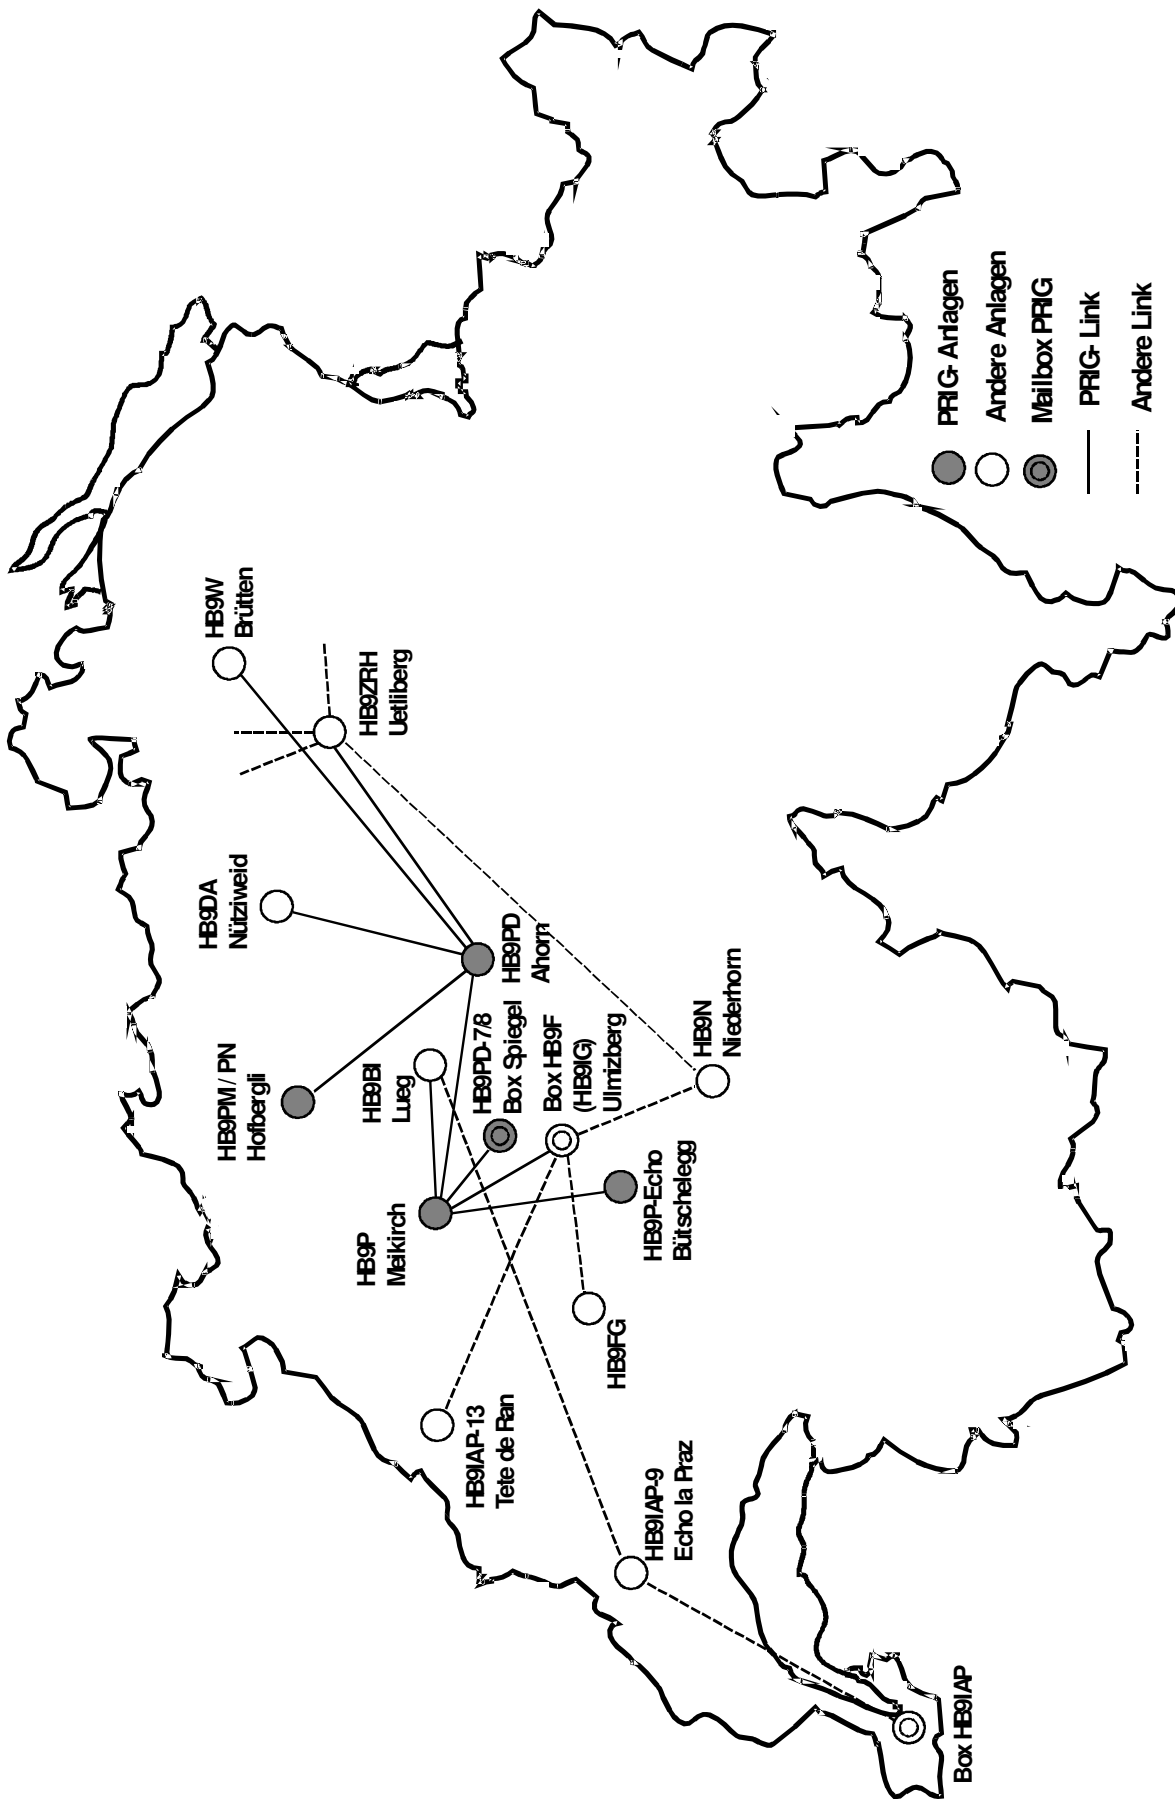 HB9W
Brütten
HB9ZRH
Uetliberg
HB9DA
Nütziweid
HB9PD
Ahorn
HB9PM / PN
Hofbergli
HB9BI
Lueg
HB9PD-7/8
Box Spiegel
Box HB9F
(HB9IG)
Ulmizberg
HB9N
Niederhorn
HB9P
Meikirch
HB9P-Echo
Bütschelegg
HB9FG
HB9IAP-13
Tete de Ran
HB9IAP-9
Echo la Praz
Box HB9IAP
PRIG- Anlagen
Andere Anlagen
Mailbox PRIG
PRIG- Link
Andere Link